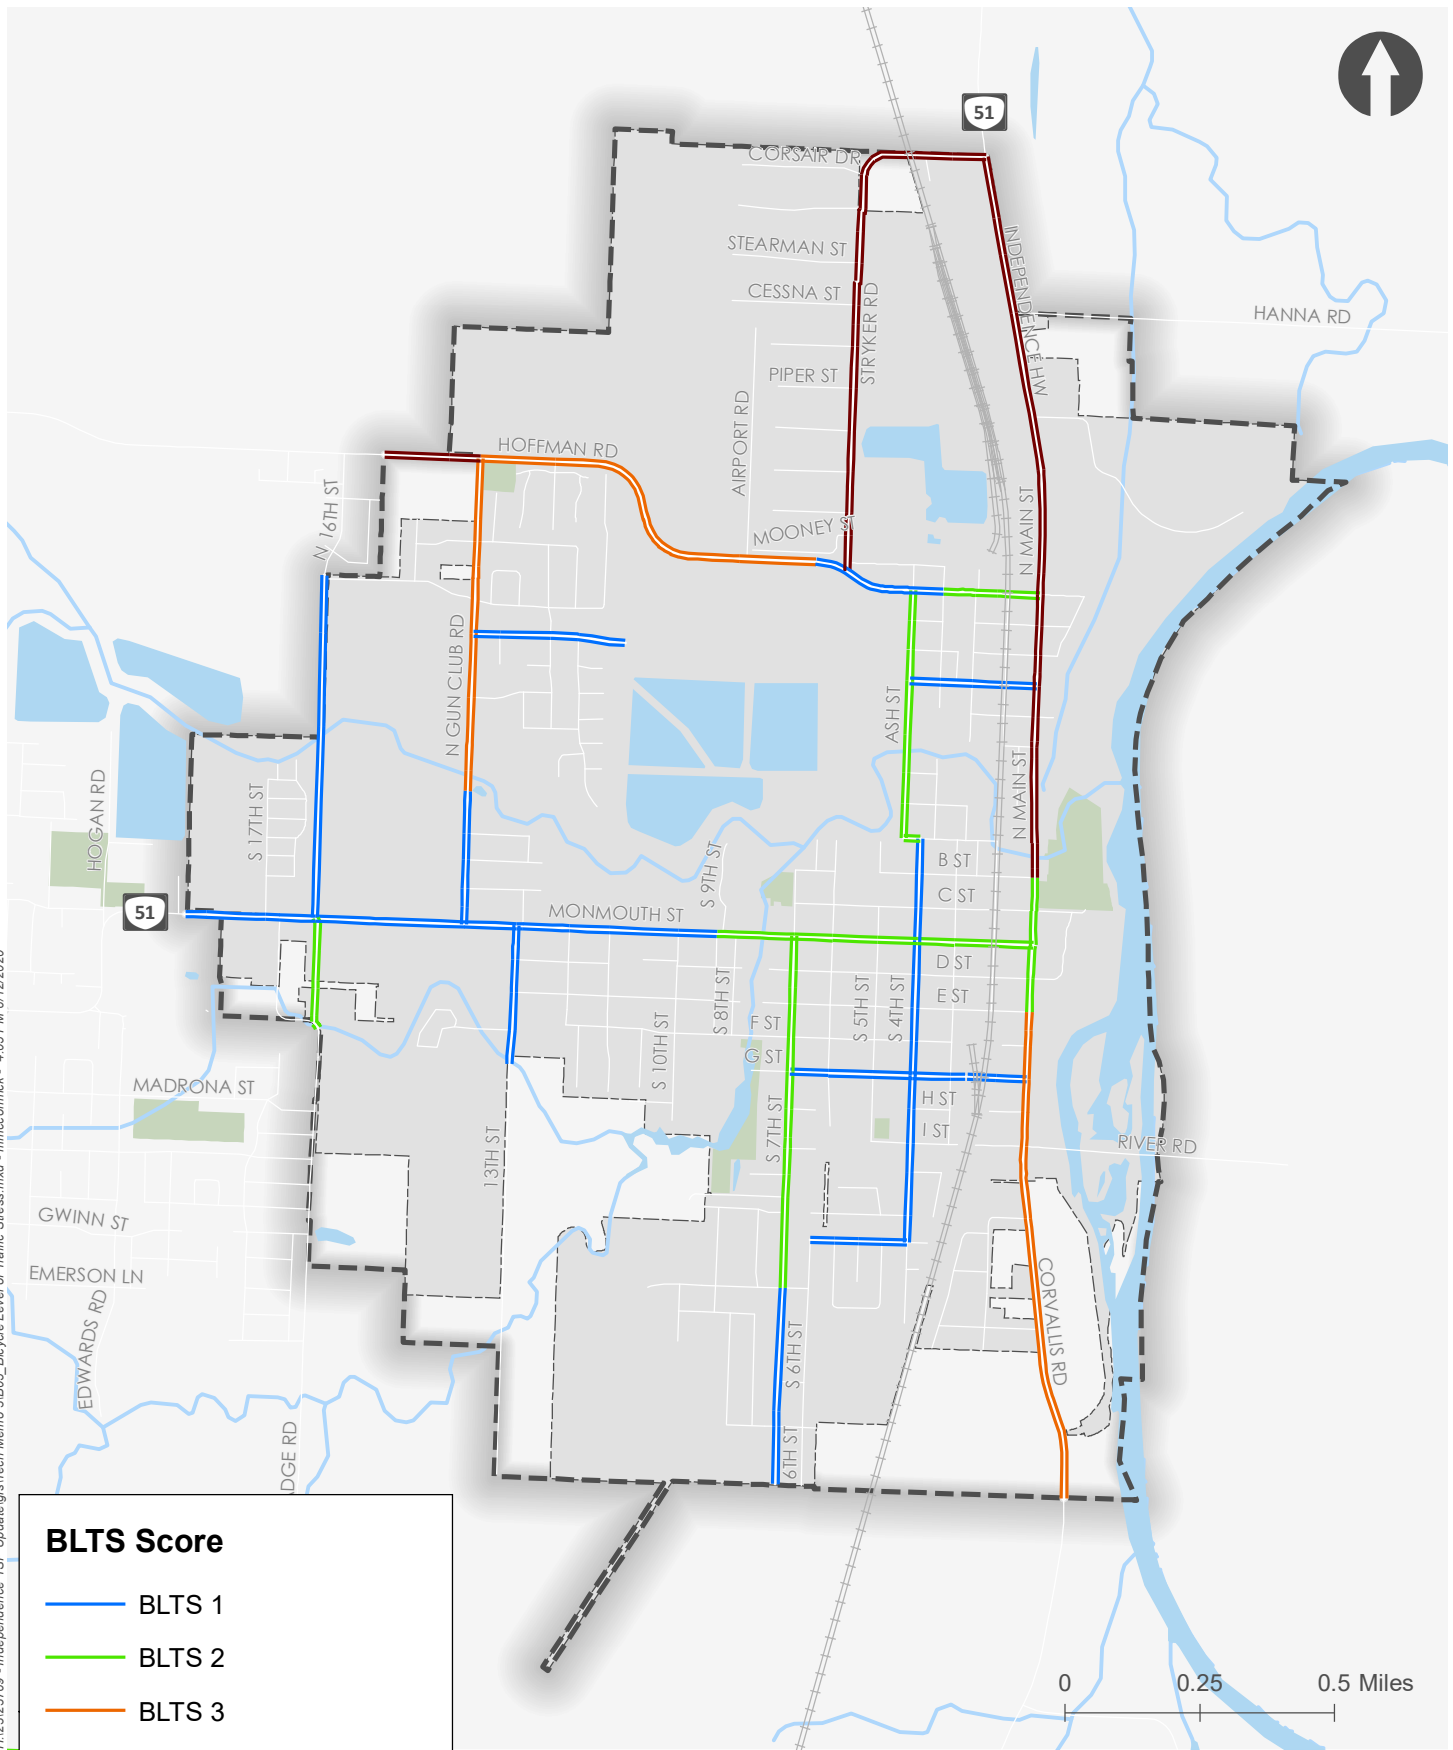 51
CORSAIR DR
INDEPENDENCE HW
STEARMAN ST
CESSNA ST
STRYKER RD
HANNA RD
PIPER ST
AIRPORT RD
HOFFMAN RD
N 16TH ST
MOONEY ST
N MAIN ST
N GUN CLUB RD
ASH ST
N MAIN ST
HOGAN RD
S 17TH ST
S 9TH ST
B ST
C ST
51
MONMOUTH ST
D ST
E ST
S 8TH ST
S 5TH ST
S 4TH ST
F ST
S 10TH ST
G ST
MADRONA ST
H ST
I ST
S 7TH ST
13TH ST
RIVER RD
GWINN ST
EMERSON LN
EDWARDS RD
CORVALLIS RD
S 6TH ST
6TH ST
BLTS Score
BLTS 1
BLTS 2
BLTS 3
0 0.25 0.5 Miles